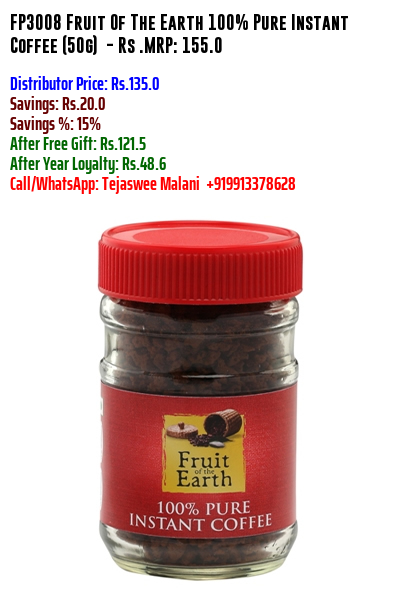 FP3008 Fruit Of The Earth 100% Pure Instant
Coffee (50g) - Rs .MRP: 155.0
Distributor Price: Rs.135.0
Savings: Rs.20.0
Savings %: 15%
After Free Gift: Rs.121.5
After Year Loyalty: Rs.48.6
Call/WhatsApp: Tejaswee Malani +919913378628
Fruit
of the
Earth
100% PURE
INSTANT COFFEE